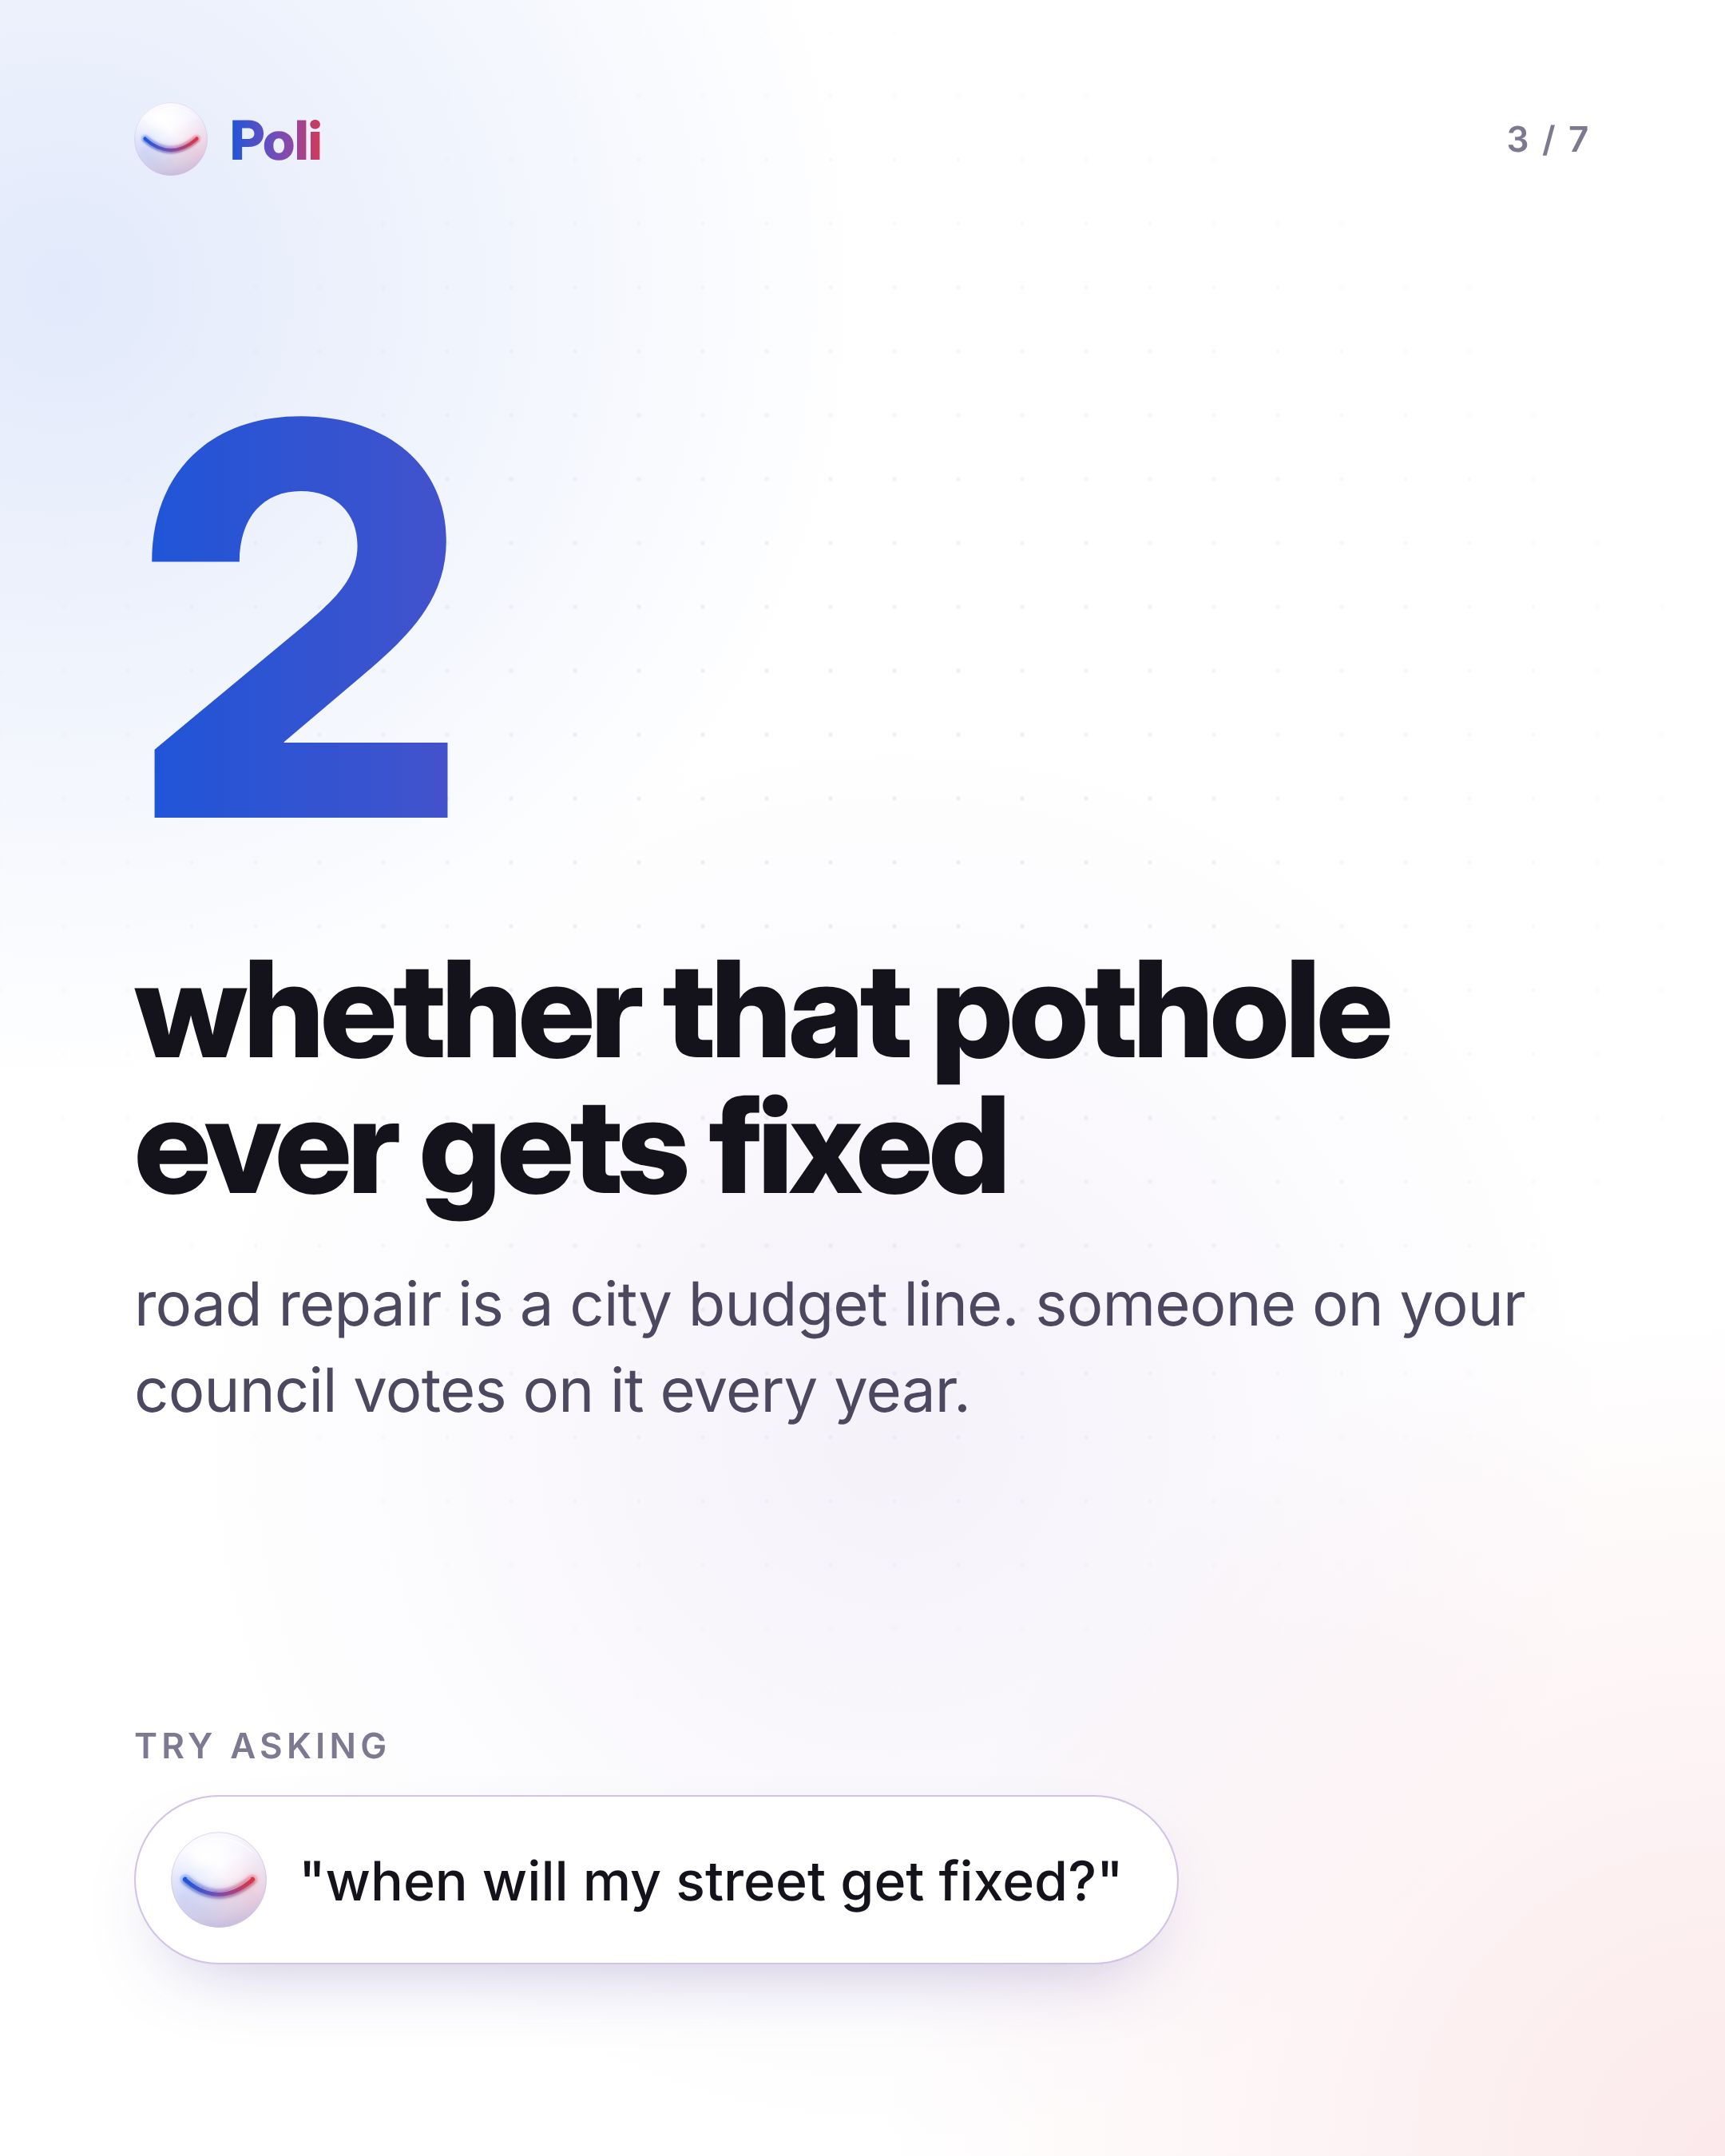 Poli
3 / 7
2
whether that pothole
ever gets fixed
road repair is a city budget line. someone on your
council votes on it every year.
TRY ASKING
"when will my street get fixed?"